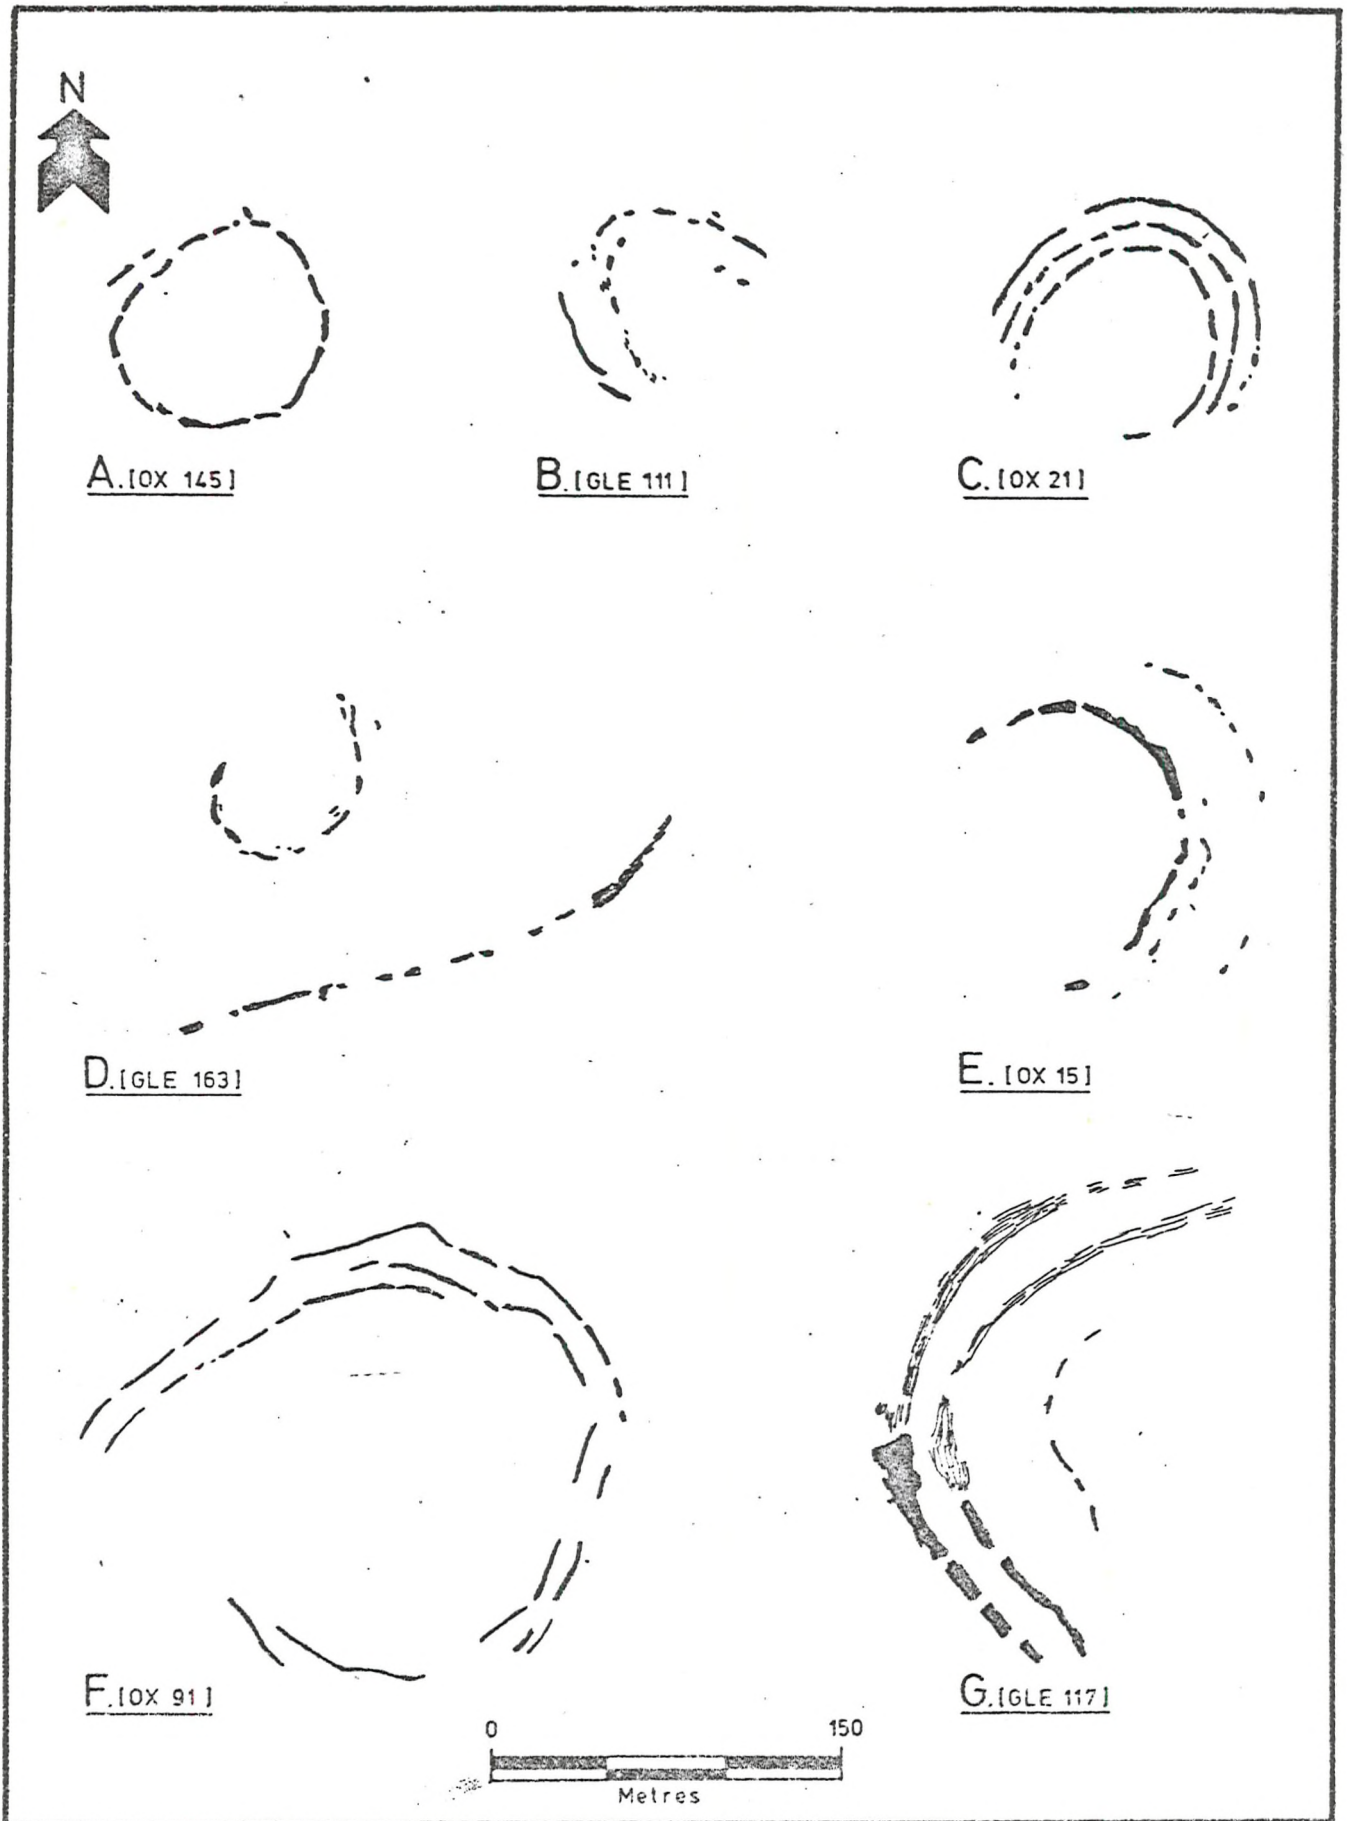 N
A. [OX 145]
B. [GLE 111]
C. [OX 21]
D. [GLE 163]
E. [OX 15]
F. [OX 91]
G. [GLE 117]
0 150
Metres